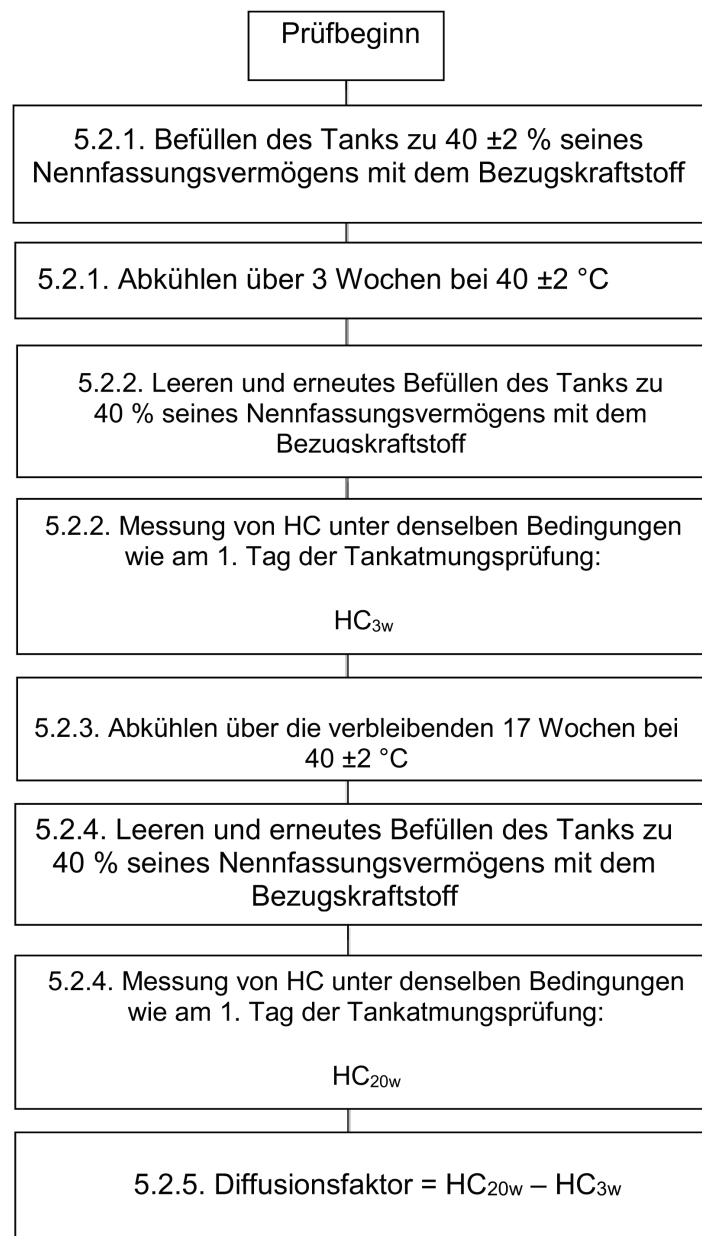 Prüfbeginn
5.2.1. Befüllen des Tanks zu 40 ±2 % seines
Nennfassungsvermögens mit dem Bezugskraftstoff
5.2.1. Abkühlen über 3 Wochen bei 40 ±2 °C
5.2.2. Leeren und erneutes Befüllen des Tanks zu
40 % seines Nennfassungsvermögens mit dem
Bezugskraftstoff
5.2.2. Messung von HC unter denselben Bedingungen
wie am 1. Tag der Tankatmungsprüfung:
HC3w
5.2.3. Abkühlen über die verbleibenden 17 Wochen bei
40 ±2 °C
5.2.4. Leeren und erneutes Befüllen des Tanks zu
40 % seines Nennfassungsvermögens mit dem
Bezugskraftstoff
5.2.4. Messung von HC unter denselben Bedingungen
wie am 1. Tag der Tankatmungsprüfung:
HC20w
5.2.5. Diffusionsfaktor = HC20w – HC3w